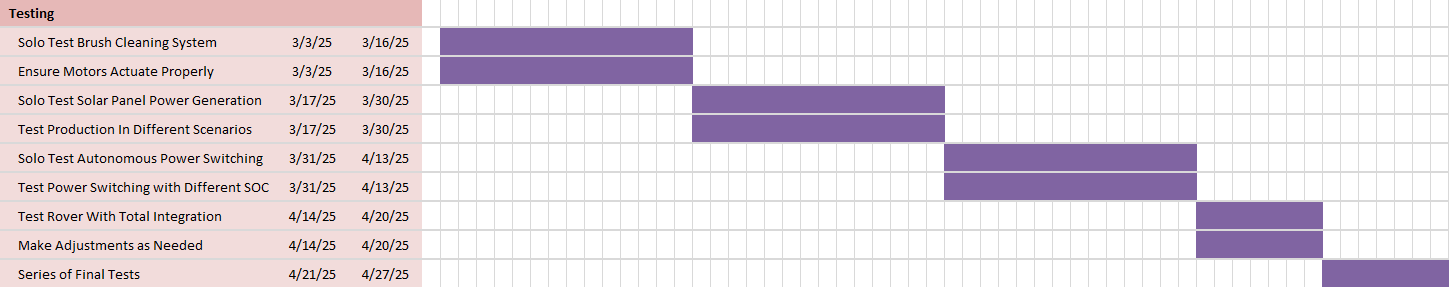 Testing
Solo Test Brush Cleaning System 3/3/25 3/16/25
Ensure Motors Actuate Properly 3/3/25 3/16/25
Solo Test Solar Panel Power Generation 3/17/25 3/30/25
Test Production In Different Scenarios 3/17/25 3/30/25
Solo Test Autonomous Power Switching 3/31/25 4/13/25
Test Power Switching with Different SOC 3/31/25 4/13/25
Test Rover With Total Integration 4/14/25 4/20/25
Make Adjustments as Needed 4/14/25 4/20/25
Series of Final Tests 4/21/25 4/27/25